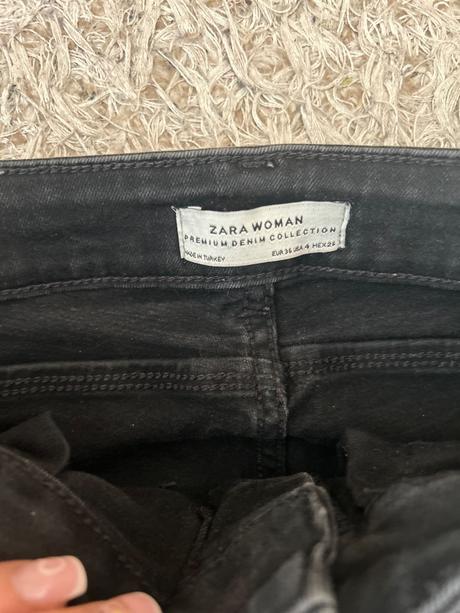 ZARA WOMAN
PREMIUM DENIM COLLECTION
MADE IN TURKEY EUR 36 USA 4 MEX 26